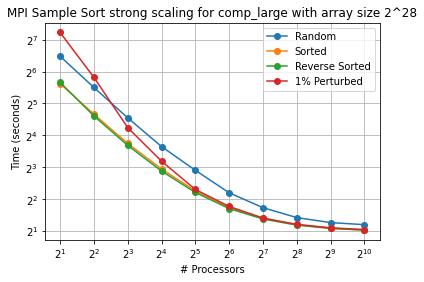 MPI Sample Sort strong scaling for comp_large with array size 2^28
Random
Sorted
Reverse Sorted
1% Perturbed
Time (seconds)
2^7
2^6
2^5
2^4
2^3
2^2
2^1
2^1 2^2 2^3 2^4 2^5 2^6 2^7 2^8 2^9 2^10
# Processors